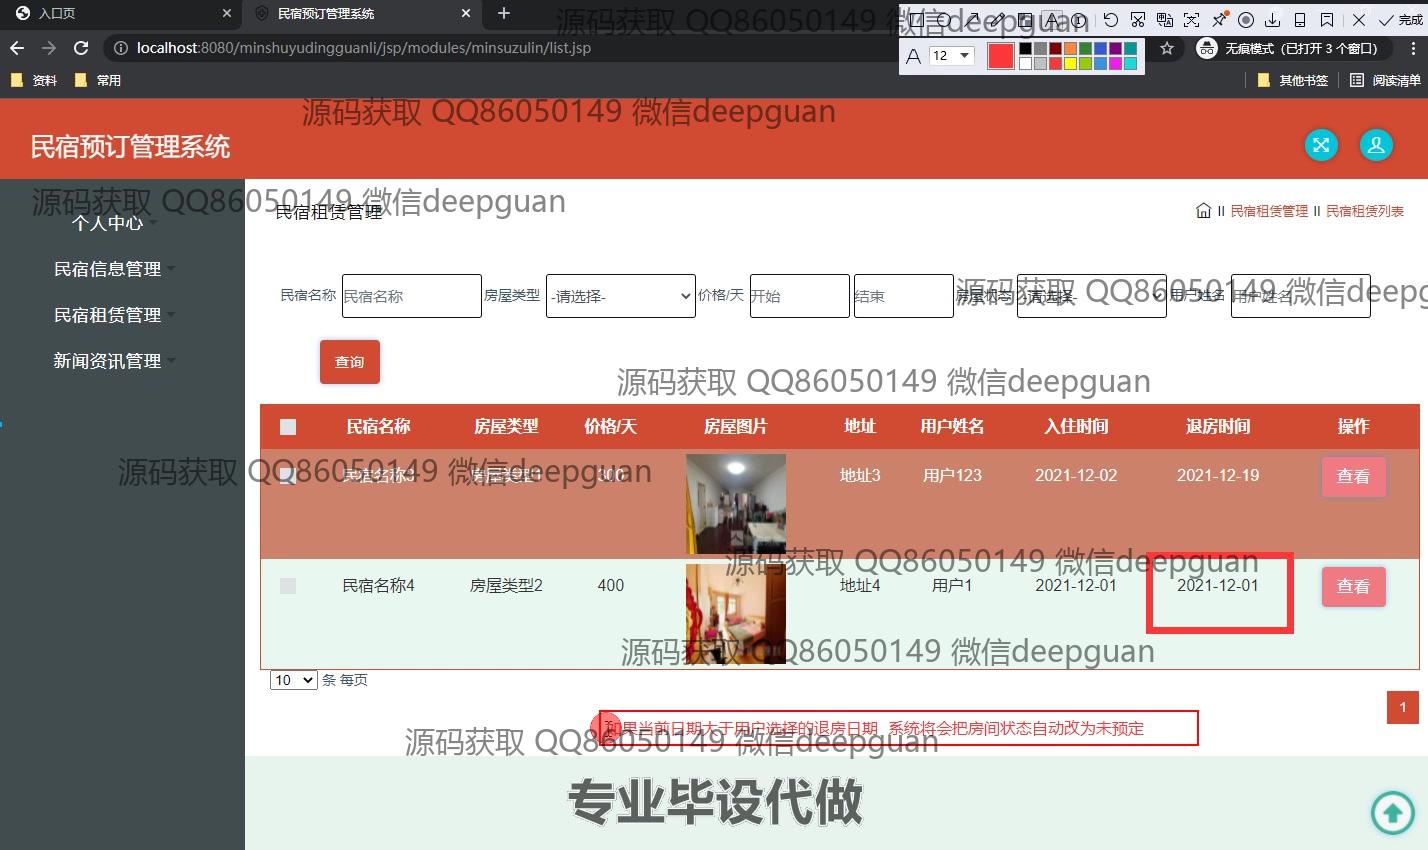 入口页
民宿预订管理系统
源码获取 QQ86050149 微信deepguan
完成
localhost:8080/minshuyudingguanli/jsp/modules/minsuzulin/list.jsp
A 12
无痕模式（已打开 3 个窗口）
资料 常用 其他书签 阅读清单
源码获取 QQ86050149 微信deepguan
民宿预订管理系统
源码获取 QQ86050149 微信deepguan
民宿租赁管理
民宿租赁管理 民宿租赁列表
个人中心
民宿信息管理
民宿租赁管理
新闻资讯管理
民宿名称 民宿名称 房屋类型 -请选择- 价格/天 开始 结束 房屋状态 -请选择- 用户姓名 用户姓名
源码获取 QQ86050149 微信deepg
查询
源码获取 QQ86050149 微信deepguan
民宿名称 房屋类型 价格/天 房屋图片 地址 用户姓名 入住时间 退房时间 操作
民宿名称3 房屋类型1 300 地址3 用户123 2021-12-02 2021-12-19 查看
源码获取 QQ86050149 微信deepguan
源码获取 QQ86050149 微信deepguan
民宿名称4 房屋类型2 400 地址4 用户1 2021-12-01 2021-12-01 查看
源码获取 QQ86050149 微信deepguan
10 条 每页
1
如果当前日期大于用户选择的退房日期 系统将会把房间状态自动改为未预定
源码获取 QQ86050149 微信deepguan
专业毕设代做